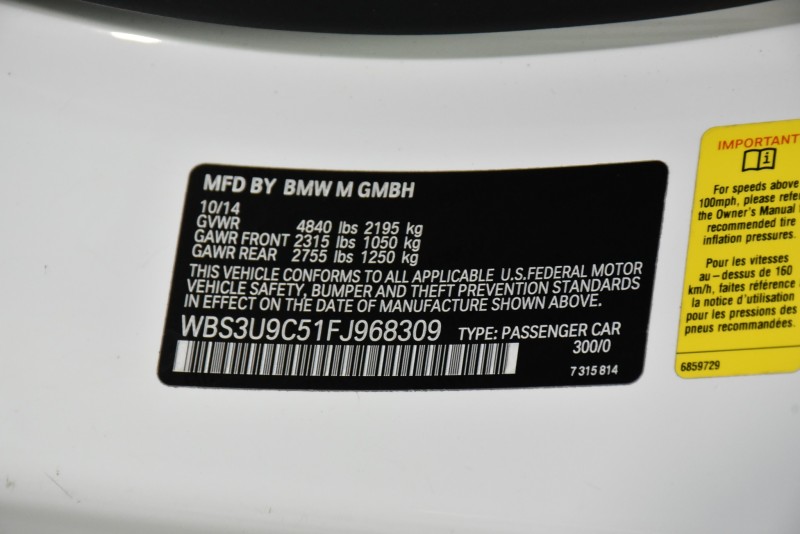 MFD BY BMW M GMBH
10/14
GVWR 4840 lbs 2195 kg
GAWR FRONT 2315 lbs 1050 kg
GAWR REAR 2755 lbs 1250 kg
THIS VEHICLE CONFORMS TO ALL APPLICABLE U.S.FEDERAL MOTOR
VEHICLE SAFETY, BUMPER AND THEFT PREVENTION STANDARDS
IN EFFECT ON THE DATE OF MANUFACTURE SHOWN ABOVE.
WBS3U9C51FJ968309 TYPE: PASSENGER CAR
300/0
7 315 814
IMPORTANT
For speeds above
100mph, please refer
the Owner's Manual
recommended tire
inflation pressures.
Pour les vitesses
au-dessus de 160
km/h, faites référence
la notice d'utilisation
pour les pressions des
pneus recommandées.
6859729